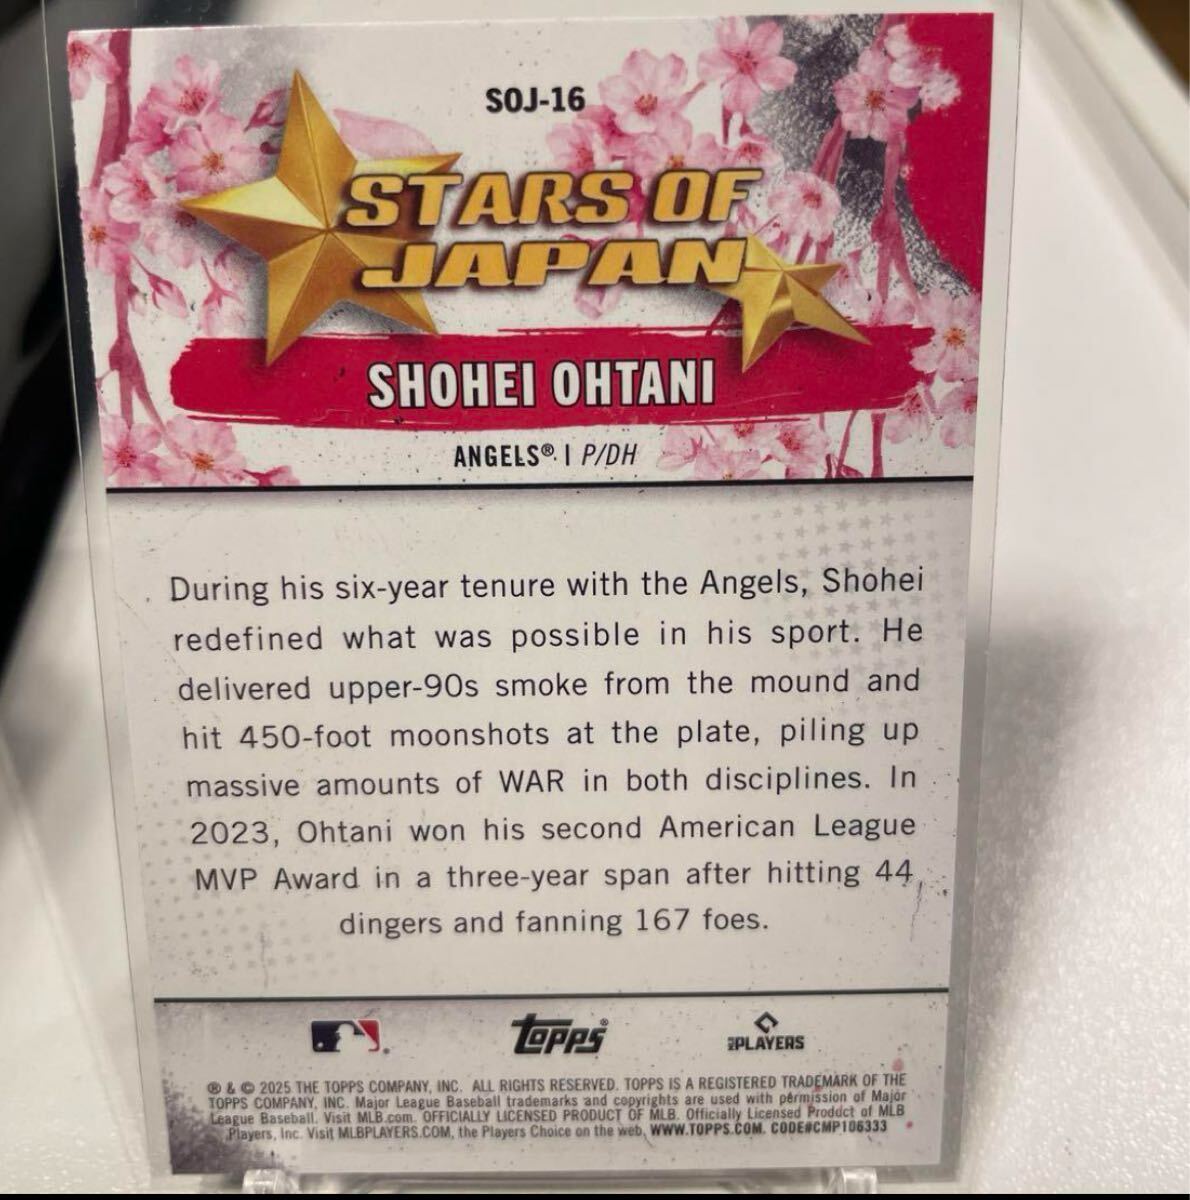 SOJ-16
STARS OF
JAPAN
SHOHEI OHTANI
ANGELS® | P/DH
During his six-year tenure with the Angels, Shohei
redefined what was possible in his sport. He
delivered upper-90s smoke from the mound and
hit 450-foot moonshots at the plate, piling up
massive amounts of WAR in both disciplines. In
2023, Ohtani won his second American League
MVP Award in a three-year span after hitting 44
dingers and fanning 167 foes.
Topps®
MLB PLAYERS
® & © 2025 THE TOPPS COMPANY, INC. ALL RIGHTS RESERVED. TOPPS IS A REGISTERED TRADEMARK OF THE
TOPPS COMPANY, INC. Major League Baseball trademarks and copyrights are used with permission of Major
League Baseball. Visit MLB.com. OFFICIALLY LICENSED PRODUCT OF MLB. Officially Licensed Product of MLB
Players, Inc. Visit MLBPLAYERS.COM, the Players Choice on the web. WWW.TOPPS.COM. CODE#CMP106333